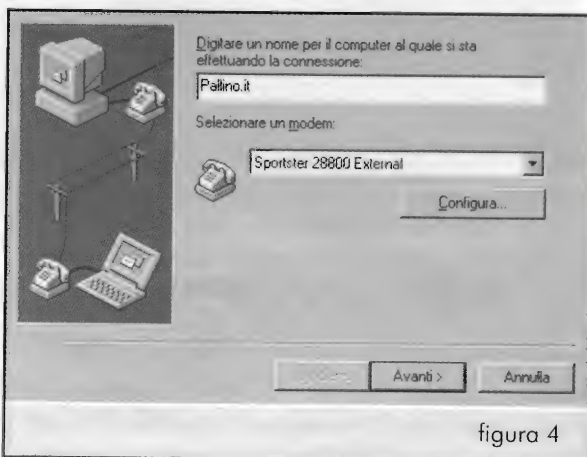 Digitare un nome per il computer al quale si sta
effettuando la connessione:
Pallino.it
Selezionare un modem:
Sportster 28800 External
Configura...
Avanti >
Annulla
figura 4